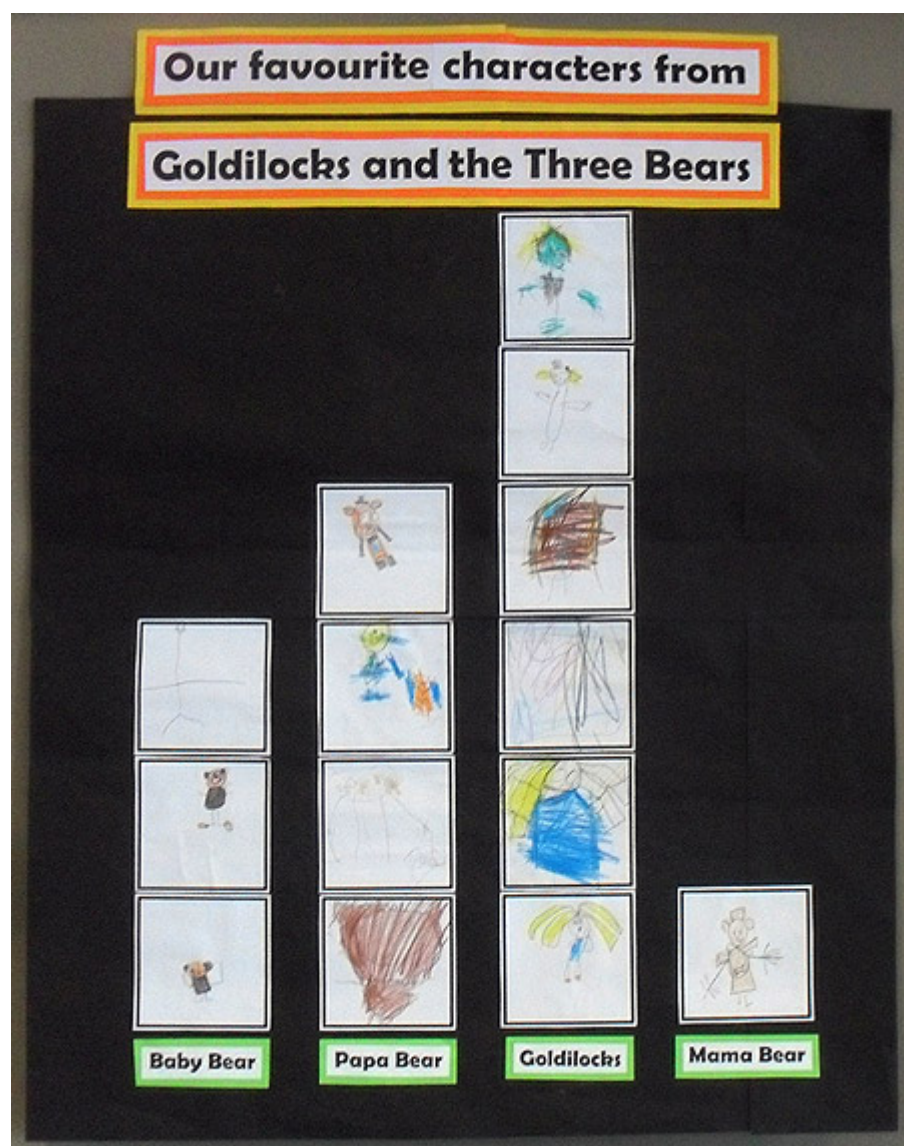 Our favourite characters from
Goldilocks and the Three Bears
Baby Bear
Papa Bear
Goldilocks
Mama Bear